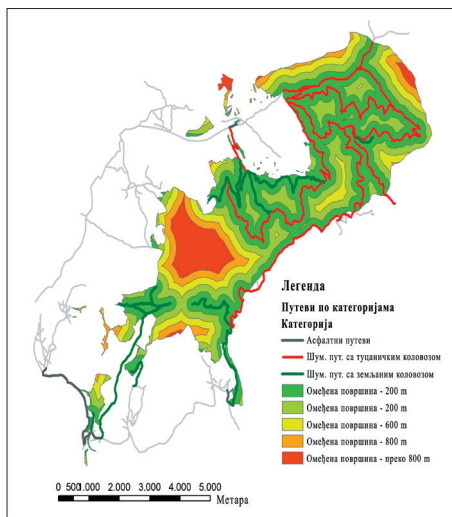 Легенда
Путеви по категоријама
Категорија
Асфалтни путеви
Шум. пут. са туцаничким коловозом
Шум. пут. са земљаним коловозом
Омеђена површина - 200 m
Омеђена површина - 200 m
Омеђена површина - 600 m
Омеђена површина - 800 m
Омеђена површина - преко 800 m
0 500 1.000 2.000 3.000 4.000 5.000
Метара